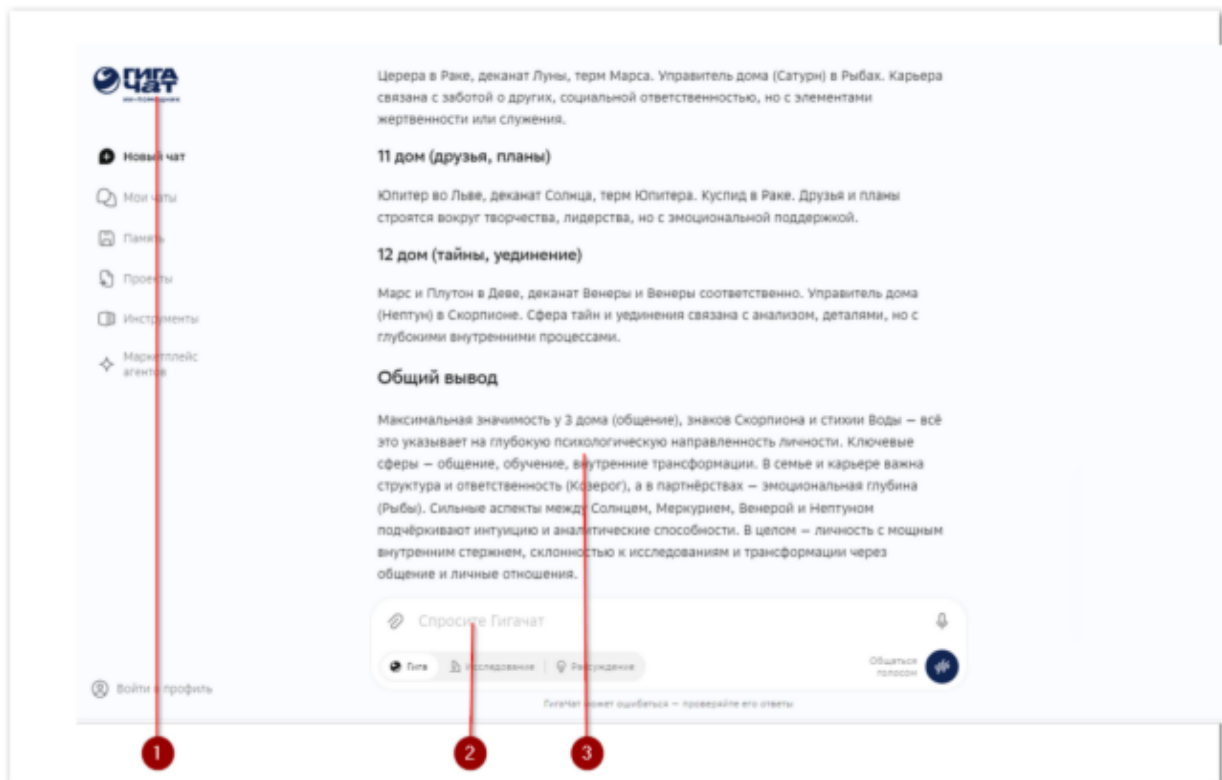 ГИГА
ЧАТ
ИИ-ПОМОЩНИК
Новый чат
Мои чаты
Память
Проекты
Инструменты
Маркетплейс
агентов
Войти в профиль
Церера в Раке, деканат Луны, терм Марса. Управитель дома (Сатурн) в Рыбах. Карьера
связана с заботой о других, социальной ответственностью, но с элементами
жертвенности или служения.
11 дом (друзья, планы)
Юпитер во Льве, деканат Солнца, терм Юпитера. Куспид в Раке. Друзья и планы
строятся вокруг творчества, лидерства, но с эмоциональной поддержкой.
12 дом (тайны, уединение)
Марс и Плутон в Деве, деканат Венеры и Венеры соответственно. Управитель дома
(Нептун) в Скорпионе. Сфера тайн и уединения связана с анализом, деталями, но с
глубокими внутренними процессами.
Общий вывод
Максимальная значимость у 3 дома (общение), знаков Скорпиона и стихии Воды — всё
это указывает на глубокую психологическую направленность личности. Ключевые
сферы — общение, обучение, внутренние трансформации. В семье и карьере важна
структура и ответственность (Козерог), а в партнёрствах — эмоциональная глубина
(Рыбы). Сильные аспекты между Солнцем, Меркурием, Венерой и Нептуном
подчёркивают интуицию и аналитические способности. В целом — личность с мощным
внутренним стержнем, склонностью к исследованиям и трансформации через
общение и личные отношения.
Спросите Гигачат
Гига Исследование Рассуждение
Общаться
голосом
ГигаЧат может ошибаться — проверяйте его ответы
1 2 3